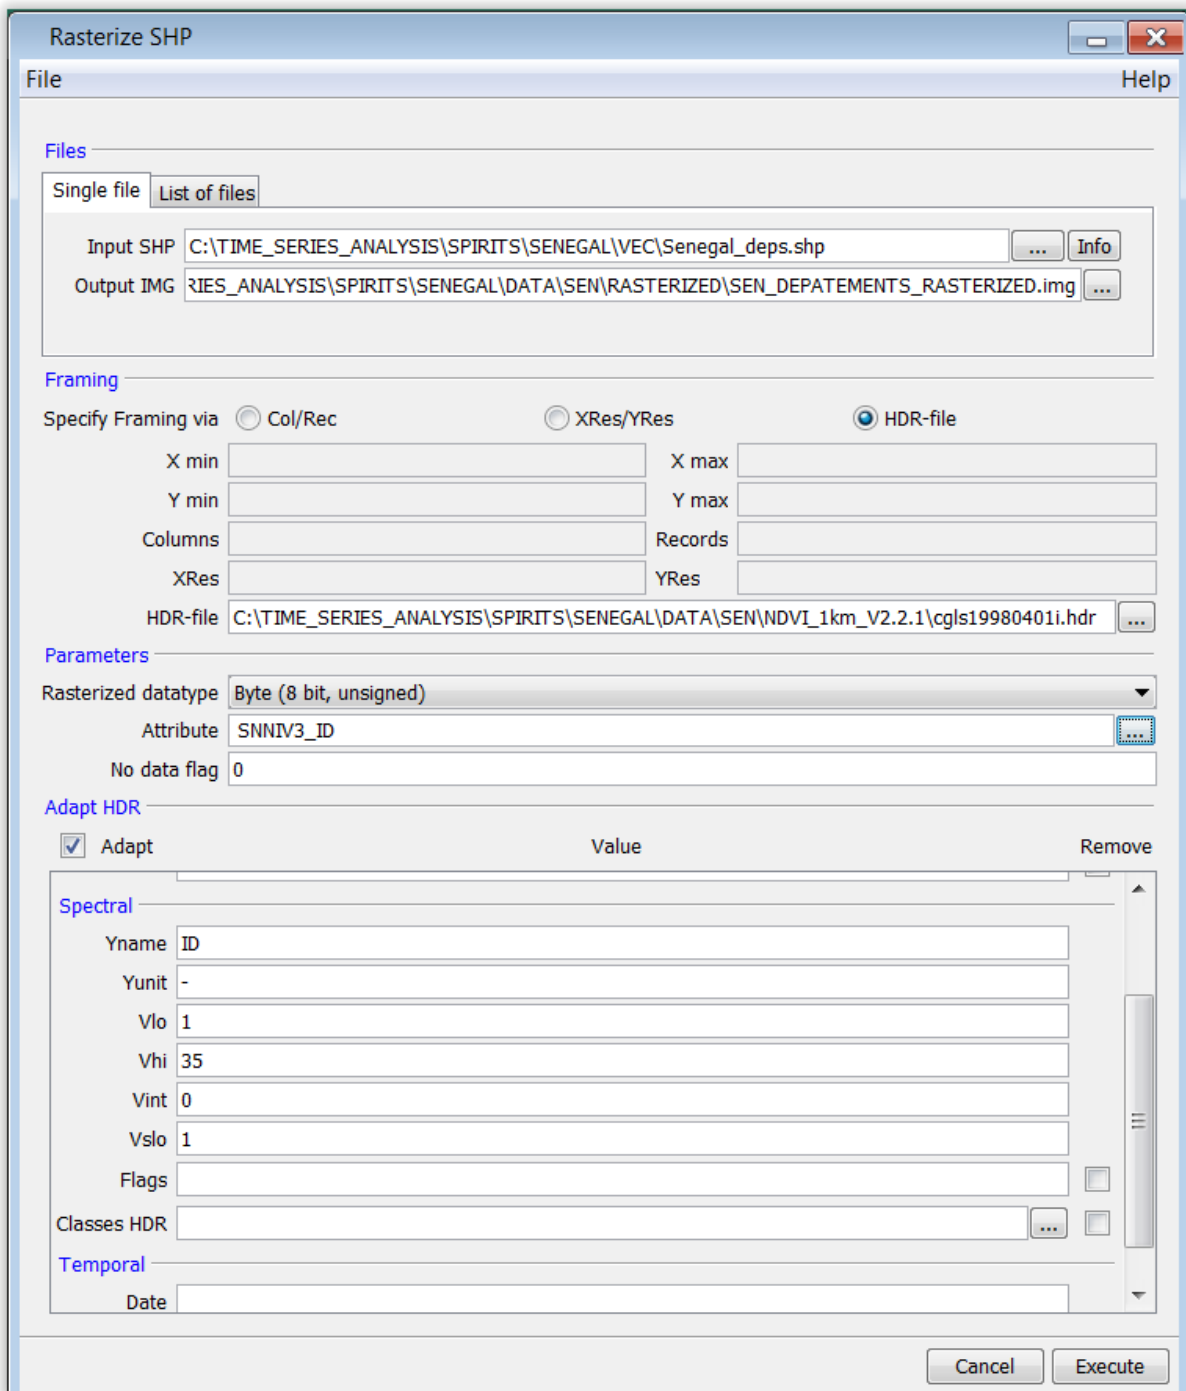 Rasterize SHP
File Help
Files
Single file List of files
Input SHP C:\TIME_SERIES_ANALYSIS\SPIRITS\SENEGAL\VEC\Senegal_deps.shp ... Info
Output IMG RIES_ANALYSIS\SPIRITS\SENEGAL\DATA\SEN\RASTERIZED\SEN_DEPATEMENTS_RASTERIZED.img ...
Framing
Specify Framing via Col/Rec XRes/YRes HDR-file
X min X max
Y min Y max
Columns Records
XRes YRes
HDR-file C:\TIME_SERIES_ANALYSIS\SPIRITS\SENEGAL\DATA\SEN\NDVI_1km_V2.2.1\cgls19980401i.hdr ...
Parameters
Rasterized datatype Byte (8 bit, unsigned)
Attribute SNNIV3_ID ...
No data flag 0
Adapt HDR
Adapt Value Remove
Spectral
Yname ID
Yunit -
Vlo 1
Vhi 35
Vint 0
Vslo 1
Flags
Classes HDR ...
Temporal
Date
Cancel Execute